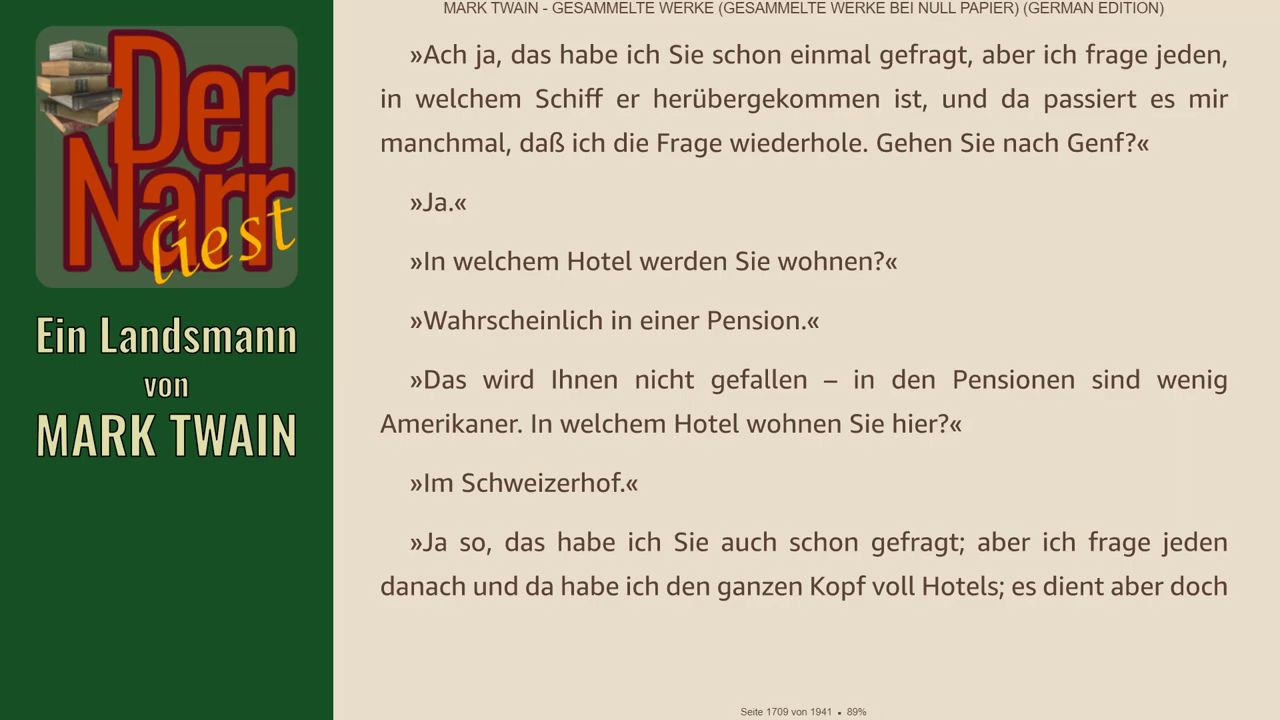 Der
Narr
liest
Ein Landsmann
von
MARK TWAIN
MARK TWAIN - GESAMMELTE WERKE (GESAMMELTE WERKE BEI NULL PAPIER) (GERMAN EDITION)
»Ach ja, das habe ich Sie schon einmal gefragt, aber ich frage jeden,
in welchem Schiff er herübergekommen ist, und da passiert es mir
manchmal, daß ich die Frage wiederhole. Gehen Sie nach Genf?«
»Ja.«
»In welchem Hotel werden Sie wohnen?«
»Wahrscheinlich in einer Pension.«
»Das wird Ihnen nicht gefallen – in den Pensionen sind wenig
Amerikaner. In welchem Hotel wohnen Sie hier?«
»Im Schweizerhof.«
»Ja so, das habe ich Sie auch schon gefragt; aber ich frage jeden
danach und da habe ich den ganzen Kopf voll Hotels; es dient aber doch
Seite 1709 von 1941 • 89%